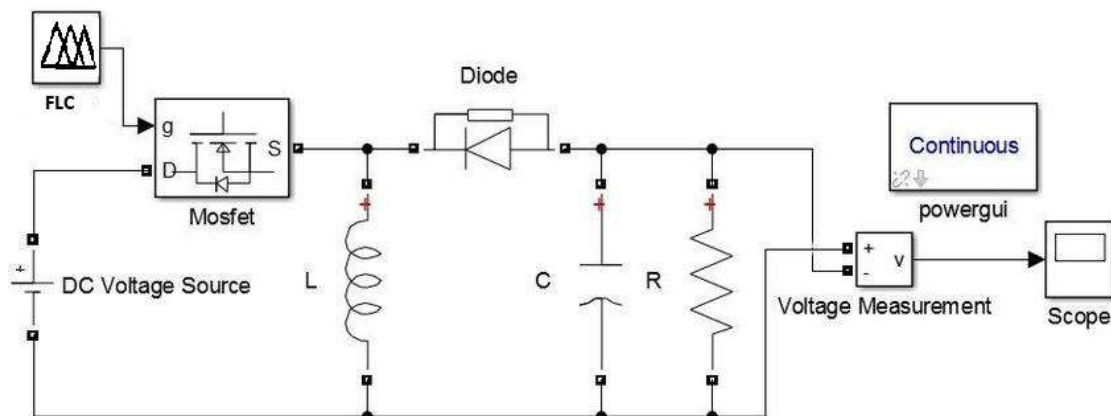 FLC
Diode
g
D
S
Mosfet
Continuous
powergui
+
DC Voltage Source
+
+
+
L
C
R
+
-
v
Voltage Measurement
Scope